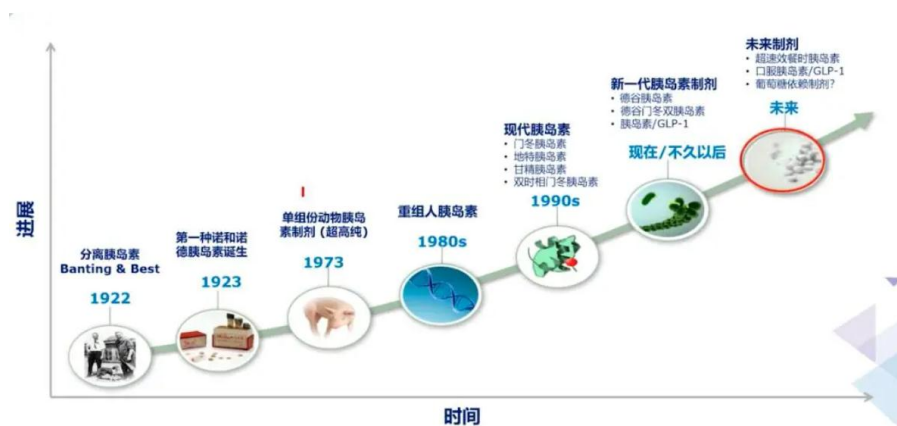 未来制剂
• 超速效餐时胰岛素
• 口服胰岛素/GLP-1
• 葡萄糖依赖制剂?
未来
新一代胰岛素制剂
• 德谷胰岛素
• 德谷门冬双胰岛素
• 胰岛素/GLP-1
现在/不久以后
现代胰岛素
• 门冬胰岛素
• 地特胰岛素
• 甘精胰岛素
• 双时相门冬胰岛素
1990s
重组人胰岛素
1980s
单组份动物胰岛
素制剂 (超高纯)
1973
第一种诺和诺
德胰岛素诞生
1923
分离胰岛素
Banting & Best
1922
进展
时间